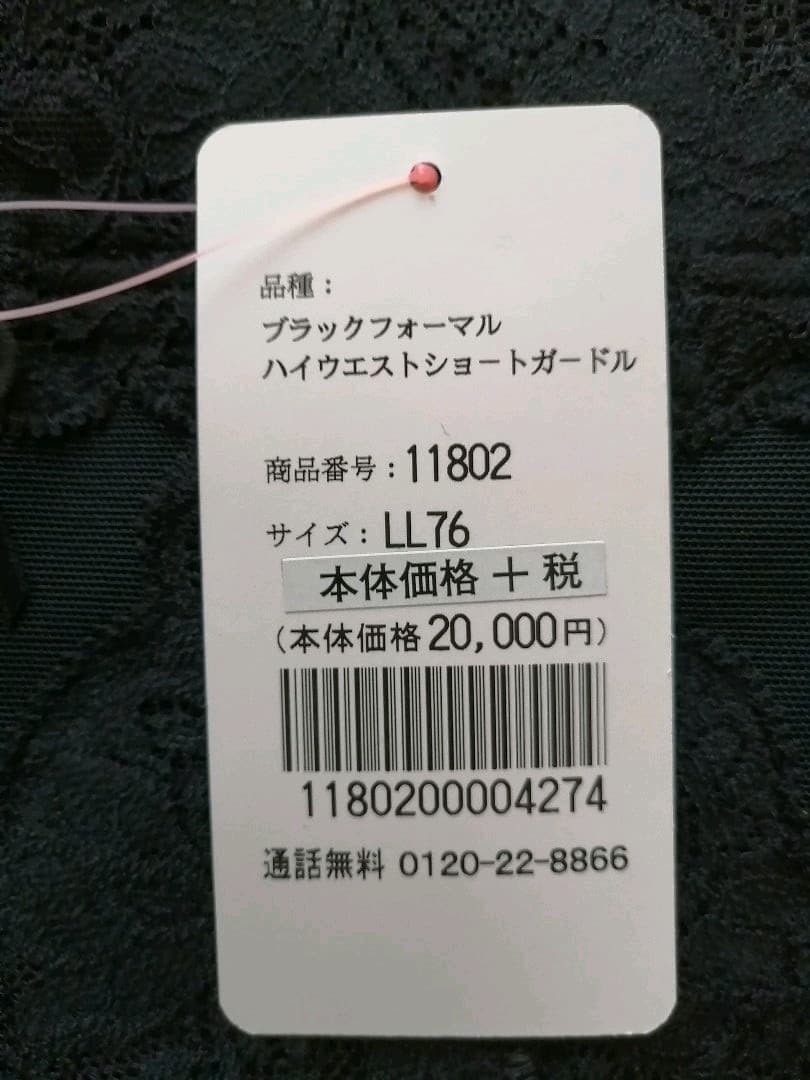 品種：
ブラックフォーマル
ハイウエストショートガードル
商品番号：11802
サイズ：LL76
本体価格＋税
（本体価格20,000円）
1180200004274
通話無料 0120-22-8866